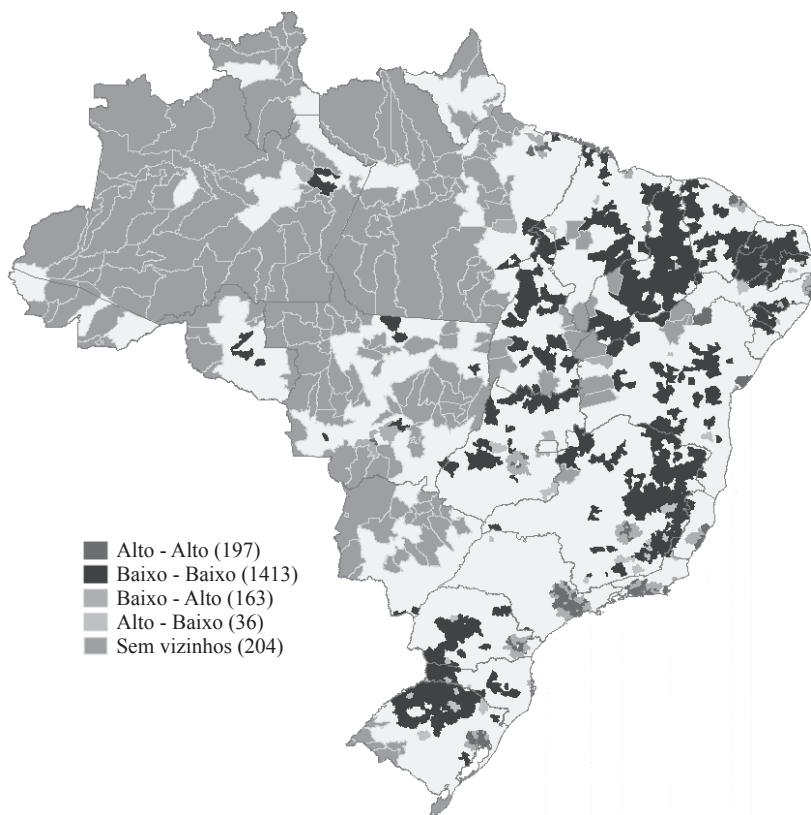 Alto - Alto (197)
Baixo - Baixo (1413)
Baixo - Alto (163)
Alto - Baixo (36)
Sem vizinhos (204)